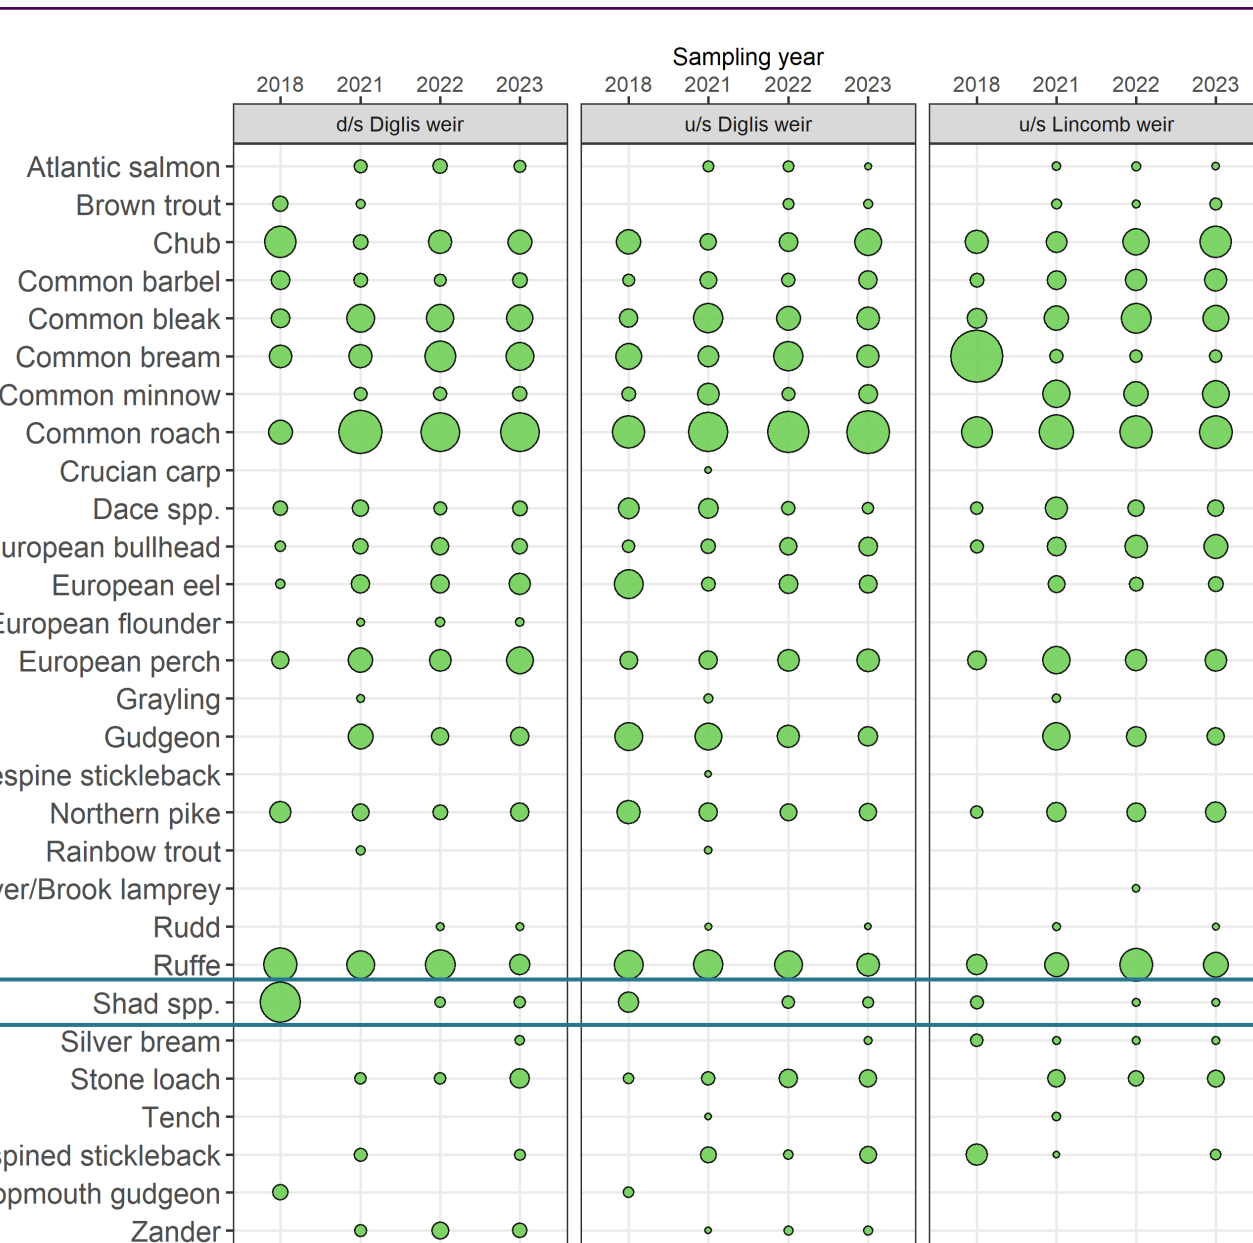 Sampling year
2018 2021 2022 2023 2018 2021 2022 2023 2018 2021 2022 2023
d/s Diglis weir u/s Diglis weir u/s Lincomb weir
Atlantic salmon
Brown trout
Chub
Common barbel
Common bleak
Common bream
Common minnow
Common roach
Crucian carp
Dace spp.
uropean bullhead
European eel
European flounder
European perch
Grayling
Gudgeon
espine stickleback
Northern pike
Rainbow trout
ver/Brook lamprey
Rudd
Ruffe
Shad spp.
Silver bream
Stone loach
Tench
spined stickleback
opmouth gudgeon
Zander